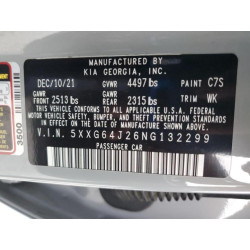 MANUFACTURED BY
KIA GEORGIA, INC.
DEC/10/21 GVWR 4497 lbs PAINT C7S
GAWR FRONT 2513 lbs GAWR REAR 2315 lbs TRIM WK
THIS VEHICLE CONFORMS TO ALL APPLICABLE
FEDERAL MOTOR VEHICLE SAFETY, BUMPER,
AND THEFT PREVENTION STANDARDS IN EFFECT
ON THE DATE OF MANUFACTURE SHOWN ABOVE.
V.I.N. 5XXG64J26NG132299
PASSENGER CAR
3500